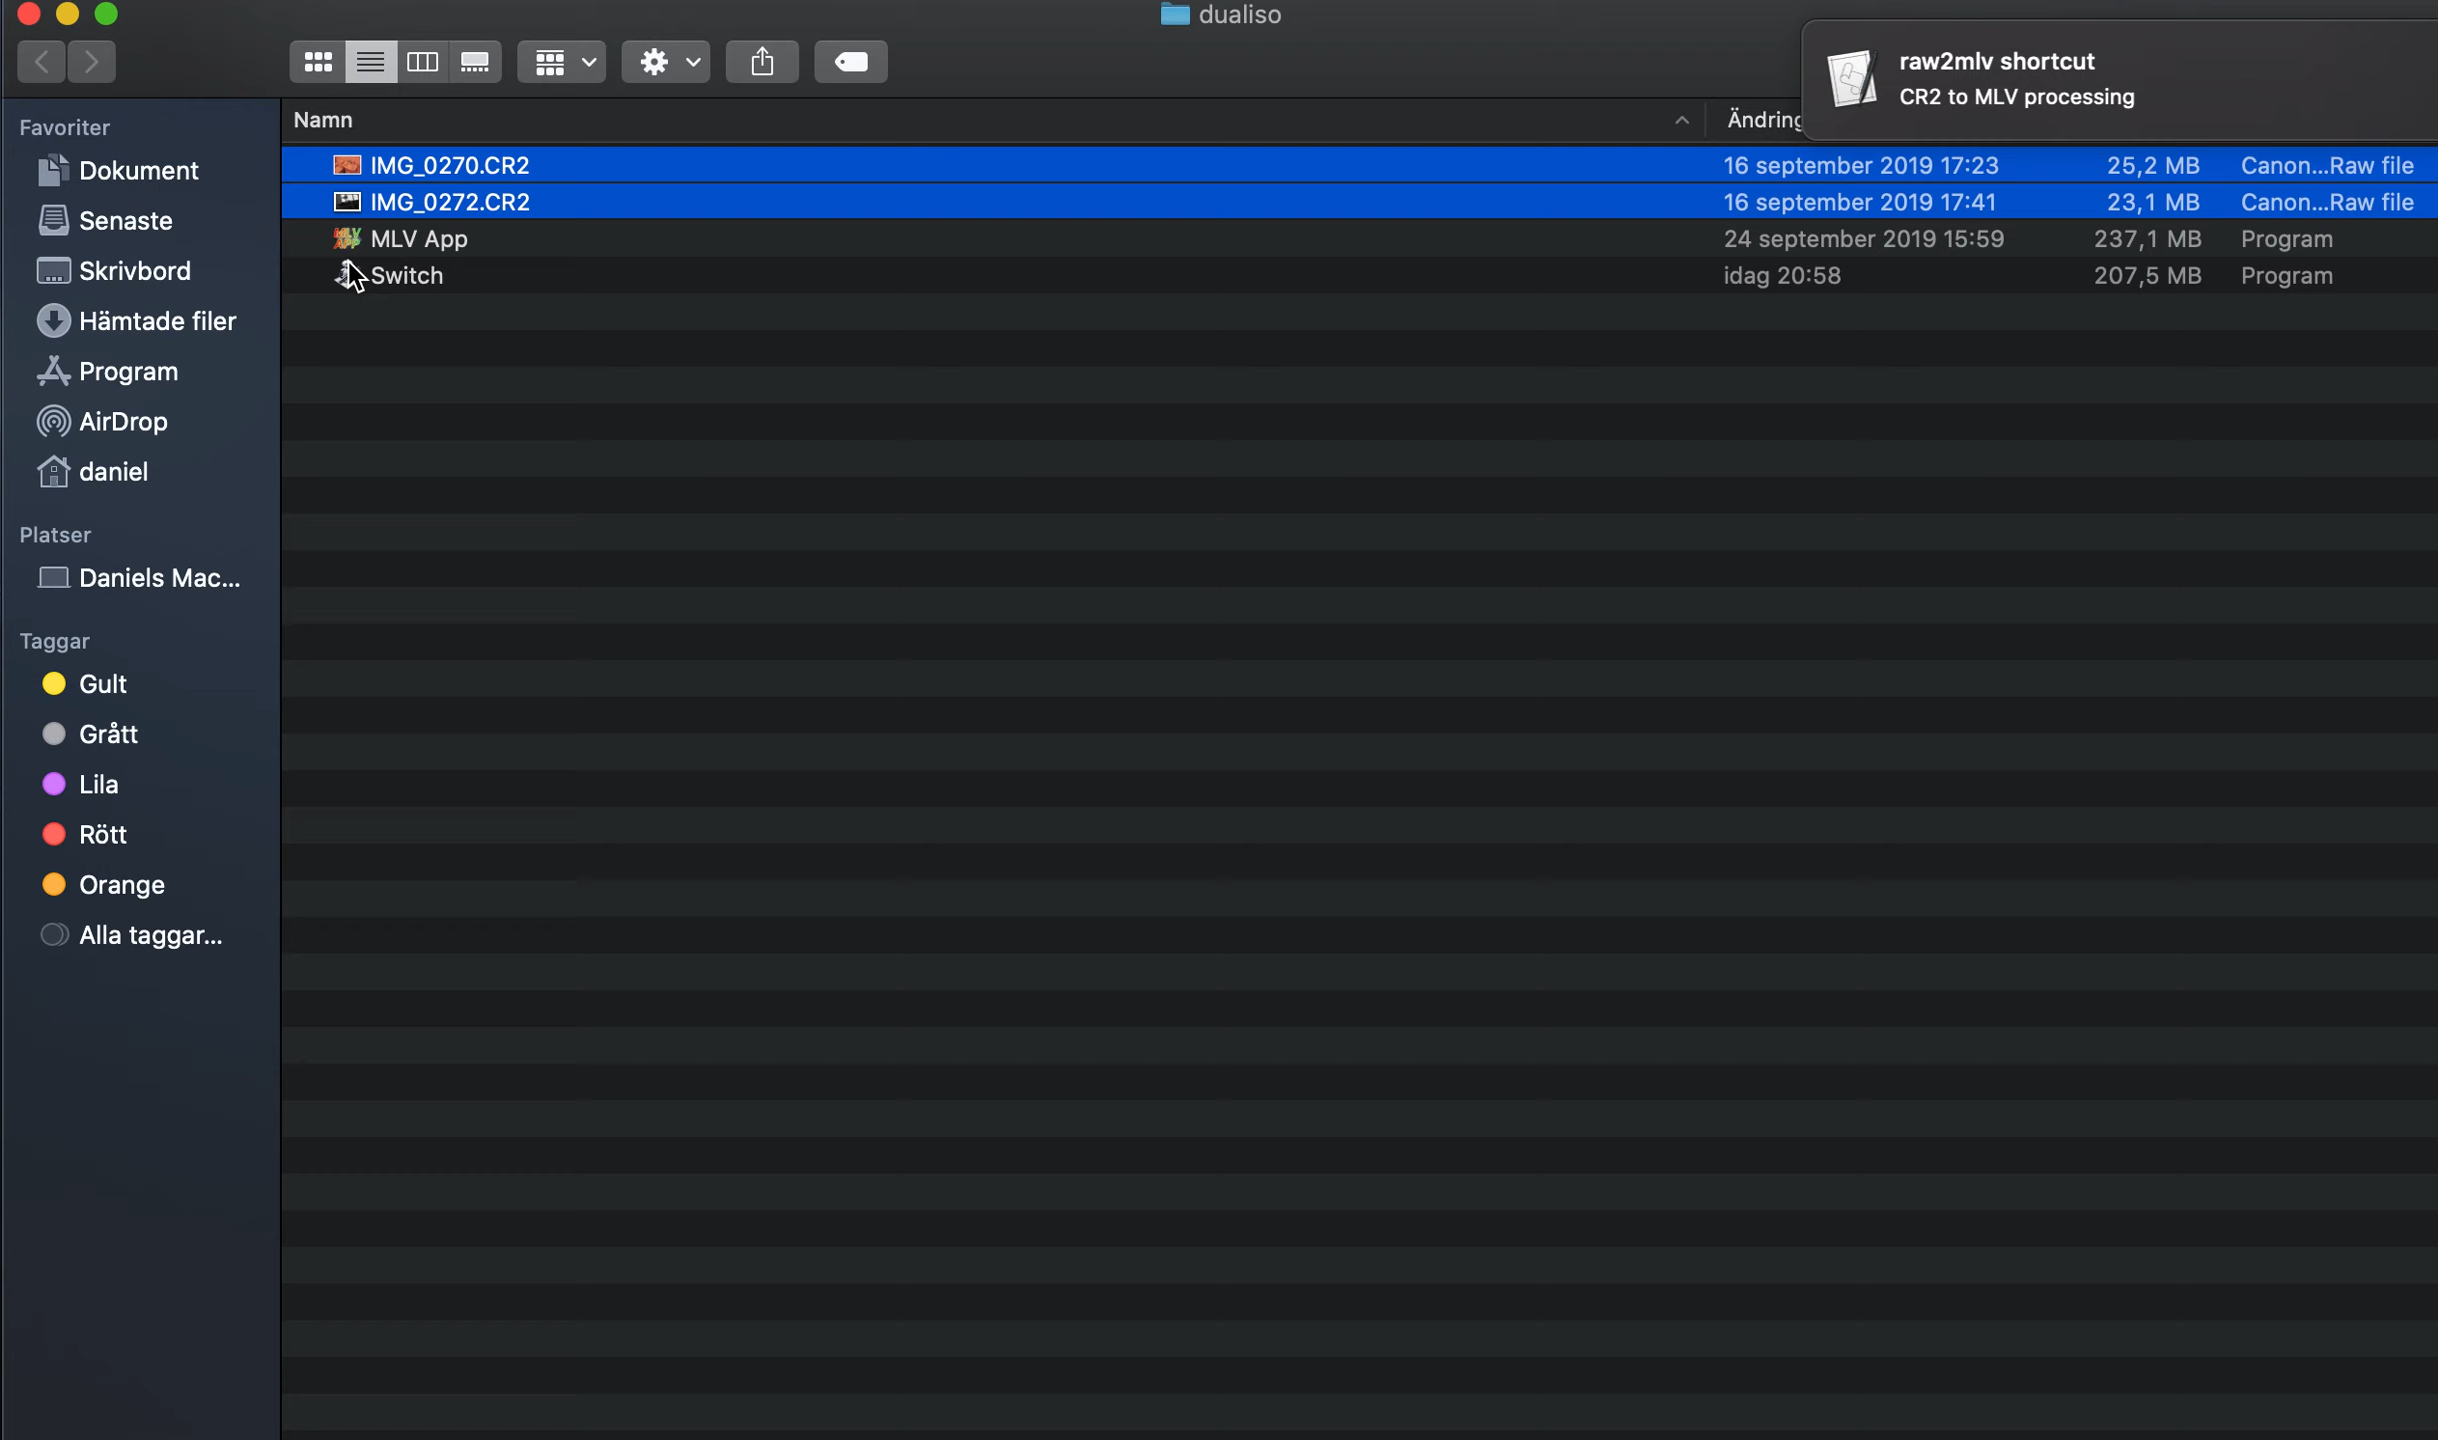 dualiso
raw2mlv shortcut
CR2 to MLV processing
Favoriter
Dokument
Senaste
Skrivbord
Hämtade filer
Program
AirDrop
daniel
Platser
Daniels Mac...
Taggar
Gult
Grått
Lila
Rött
Orange
Alla taggar...
Namn Ändring
IMG_0270.CR2 16 september 2019 17:23 25,2 MB Canon...Raw file
IMG_0272.CR2 16 september 2019 17:41 23,1 MB Canon...Raw file
MLV App 24 september 2019 15:59 237,1 MB Program
Switch idag 20:58 207,5 MB Program